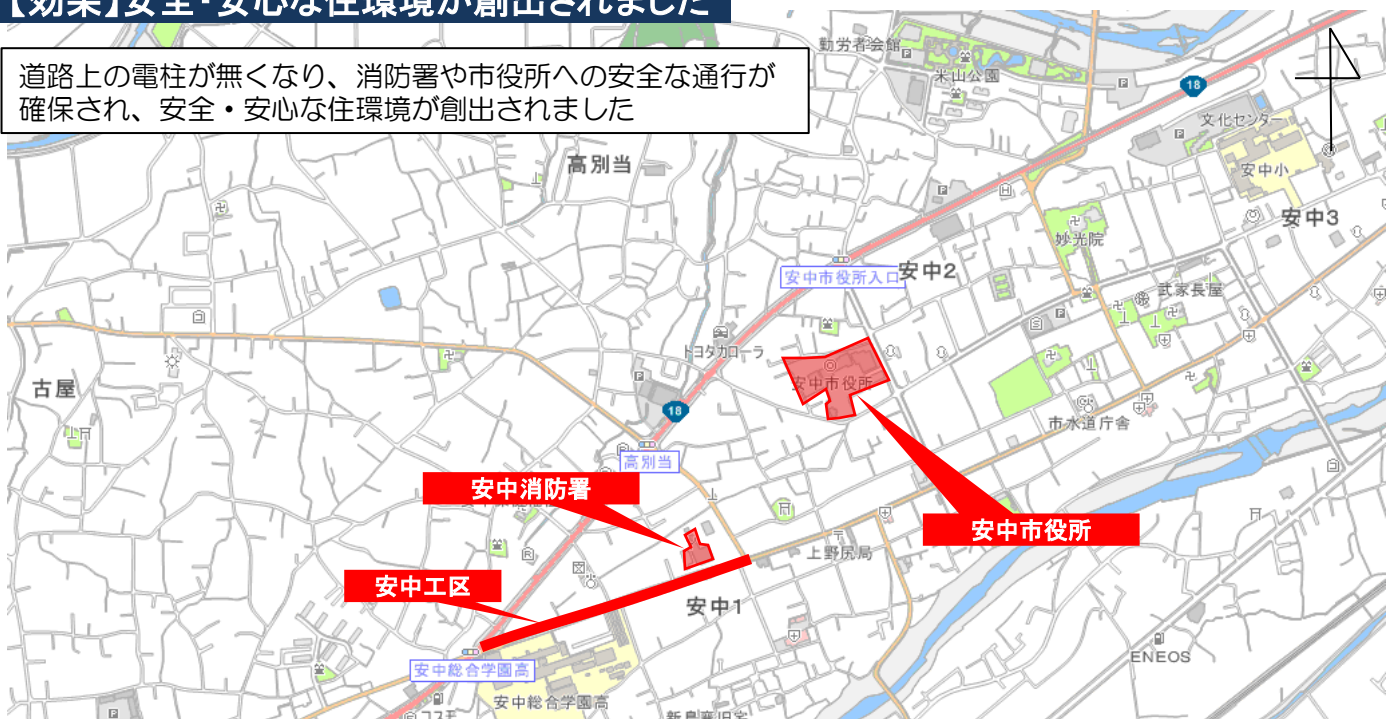 【効果】安全・安心な住環境が創出されました
道路上の電柱が無くなり、消防署や市役所への安全な通行が
確保され、安全・安心な住環境が創出されました
勤労者会館
米山公園
18
文化センター
安中小
高別当
安中3
妙光院
安中市役所入口
安中2
武家長屋
トヨタカローラ
安中市役所
古屋
18
市水道庁舎
高別当
安中消防署
安中市役所
上野尻局
安中工区
安中1
ENEOS
安中総合学園高
安中総合学園高
コスモ